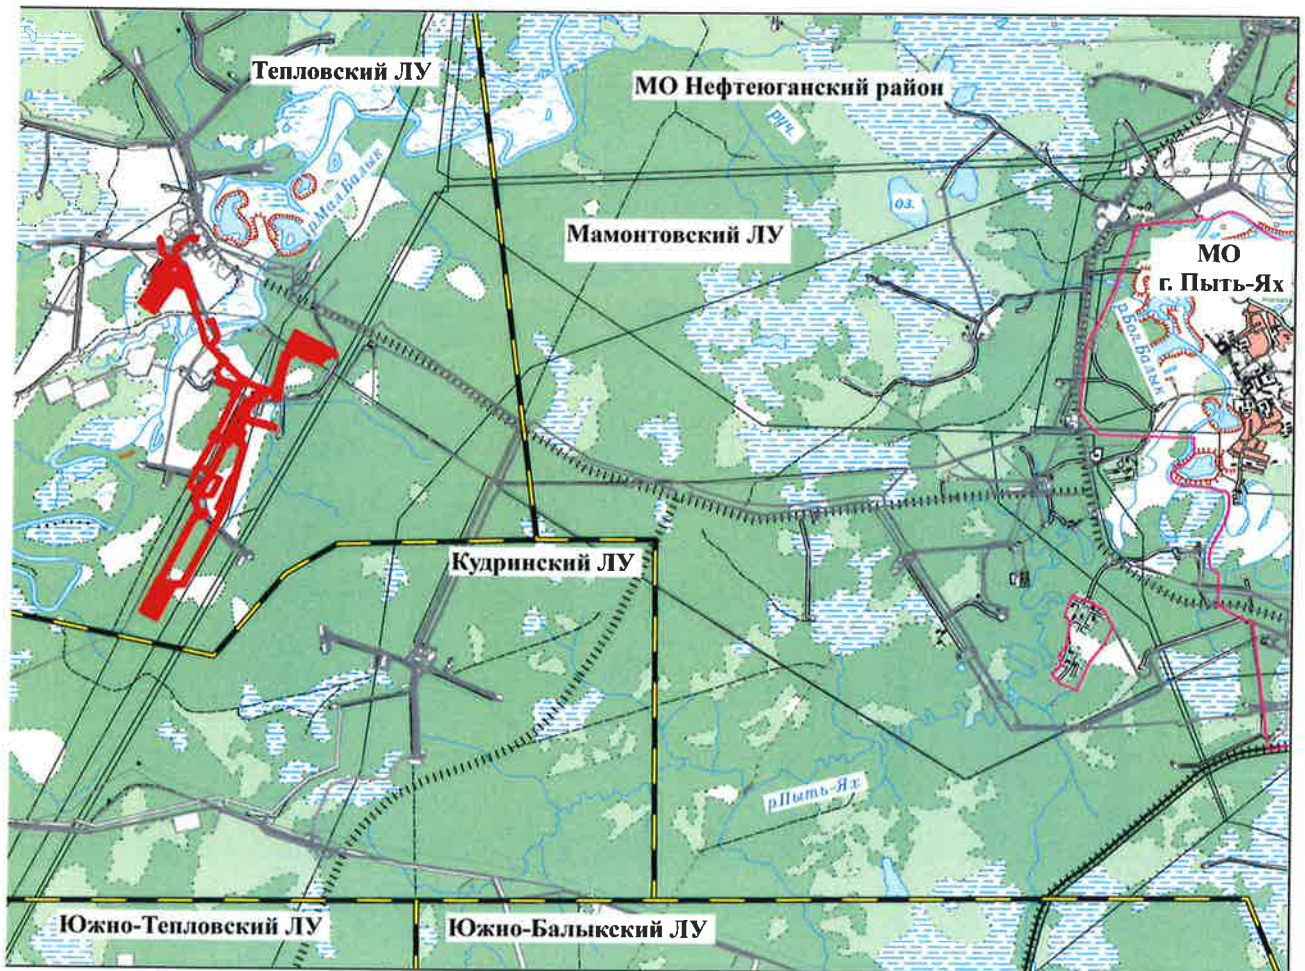 Тепловский ЛУ
МО Нефтеюганский район
руч.
р.Мал.Балык
оз.
Мамонтовский ЛУ
МО
г. Пыть-Ях
р.Бол.Балык
Кудринский ЛУ
р.Пыть-Ях
Южно-Тепловский ЛУ
Южно-Балыкский ЛУ